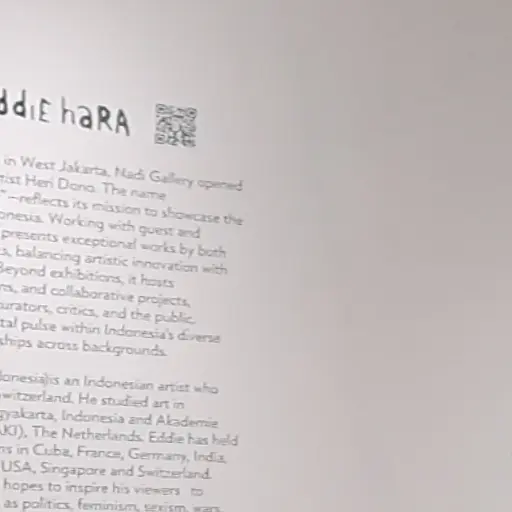 ddiE haRA
in West Jakarta, Nadi Gallery opened
tist Heri Dono. The name
"—reflects its mission to showcase the
onesia. Working with guest and
presents exceptional works by both
s, balancing artistic innovation with
Beyond exhibitions, it hosts
ns, and collaborative projects,
urators, critics, and the public.
tal pulse within Indonesia's diverse
ships across backgrounds.
donesia)is an Indonesian artist who
witzerland. He studied art in
gyakarta, Indonesia and Akademie
KI), The Netherlands. Eddie has held
ns in Cuba, France, Germany, India,
USA, Singapore and Switzerland.
hopes to inspire his viewers to
as politics, feminism, sexism, wars,